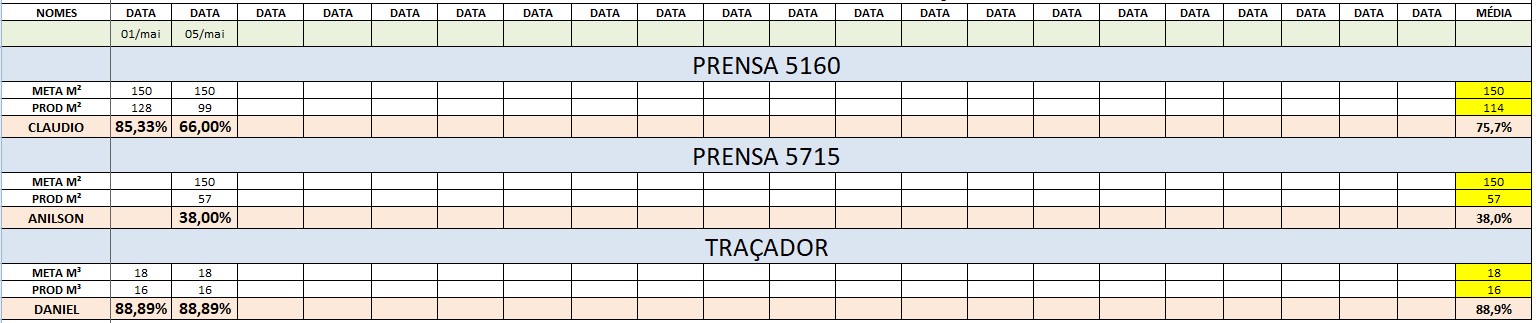 NOMES DATA DATA DATA DATA DATA DATA DATA DATA DATA DATA DATA DATA DATA DATA DATA DATA DATA DATA DATA DATA DATA MÉDIA
01/mai 05/mai
PRENSA 5160
META M² 150 150 150
PROD M² 128 99 114
CLAUDIO 85,33% 66,00% 75,7%
PRENSA 5715
META M² 150 150
PROD M² 57 57
ANILSON 38,00% 38,0%
TRAÇADOR
META M³ 18 18 18
PROD M³ 16 16 16
DANIEL 88,89% 88,89% 88,9%